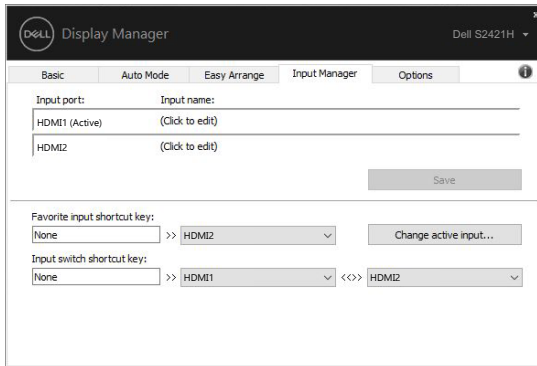 DELL Display Manager Dell S2421H
Basic Auto Mode Easy Arrange Input Manager Options
Input port: Input name:
HDMI1 (Active) (Click to edit)
HDMI2 (Click to edit)
Save
Favorite input shortcut key:
None >> HDMI2 Change active input...
Input switch shortcut key:
None >> HDMI1 <<>> HDMI2